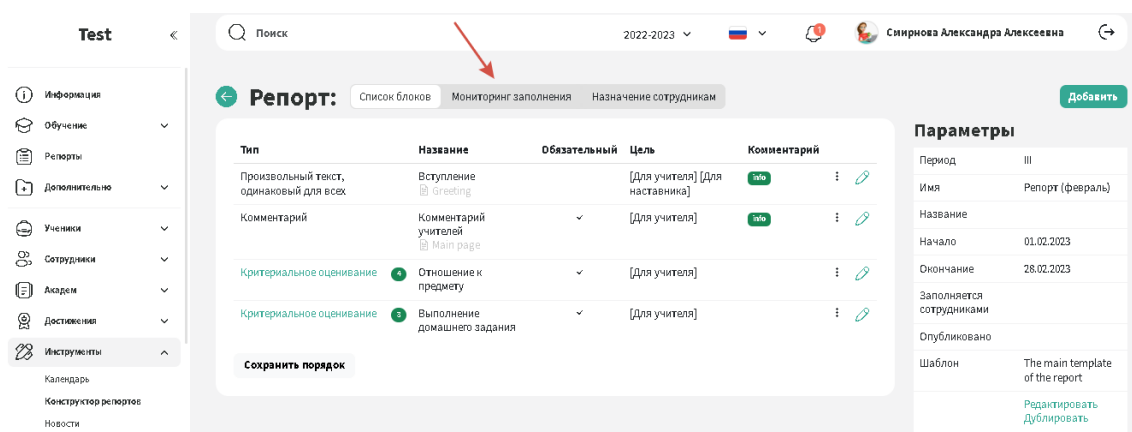 Test
«
Поиск
2022-2023
1
Смирнова Александра Алексеевна
Информация
Обучение
Репорты
Дополнительно
Ученики
Сотрудники
Академ
Достижения
Инструменты
Календарь
Конструктор репортов
Новости
Репорт:
Список блоков
Мониторинг заполнения
Назначение сотрудникам
Добавить
Тип Название Обязательный Цель Комментарий
Произвольный текст,
одинаковый для всех
Вступление
Greeting
[Для учителя] [Для
наставника]
info
Комментарий
Комментарий
учителей
Main page
[Для учителя]
info
Критериальное оценивание 4
Отношение к
предмету
[Для учителя]
Критериальное оценивание 3
Выполнение
домашнего задания
[Для учителя]
Сохранить порядок
Параметры
Период III
Имя Репорт (февраль)
Название
Начало 01.02.2023
Окончание 28.02.2023
Заполняется
сотрудниками
Опубликовано
Шаблон The main template
of the report
Редактировать
Дублировать